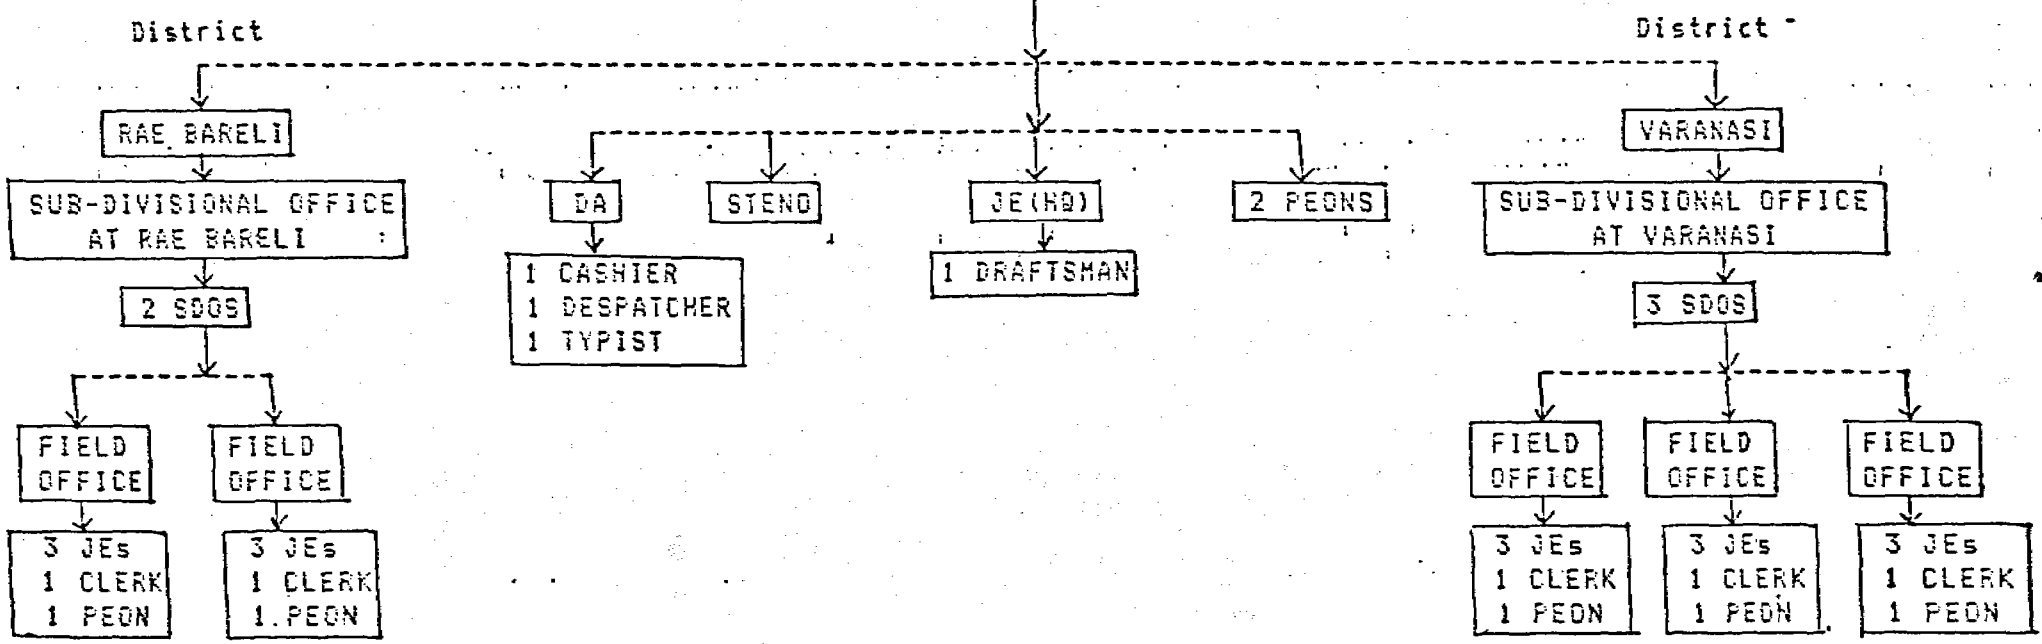 District
District
RAE BARELI
VARANASI
SUB-DIVISIONAL OFFICE
AT RAE BARELI
DA
STENO
JE(HQ)
2 PEONS
SUB-DIVISIONAL OFFICE
AT VARANASI
1 CASHIER
1 DESPATCHER
1 TYPIST
1 DRAFTSMAN
2 SDOS
3 SDOS
FIELD
OFFICE
FIELD
OFFICE
FIELD
OFFICE
FIELD
OFFICE
FIELD
OFFICE
3 JEs
1 CLERK
1 PEON
3 JEs
1 CLERK
1 PEON
3 JEs
1 CLERK
1 PEON
3 JEs
1 CLERK
1 PEON
3 JEs
1 CLERK
1 PEON